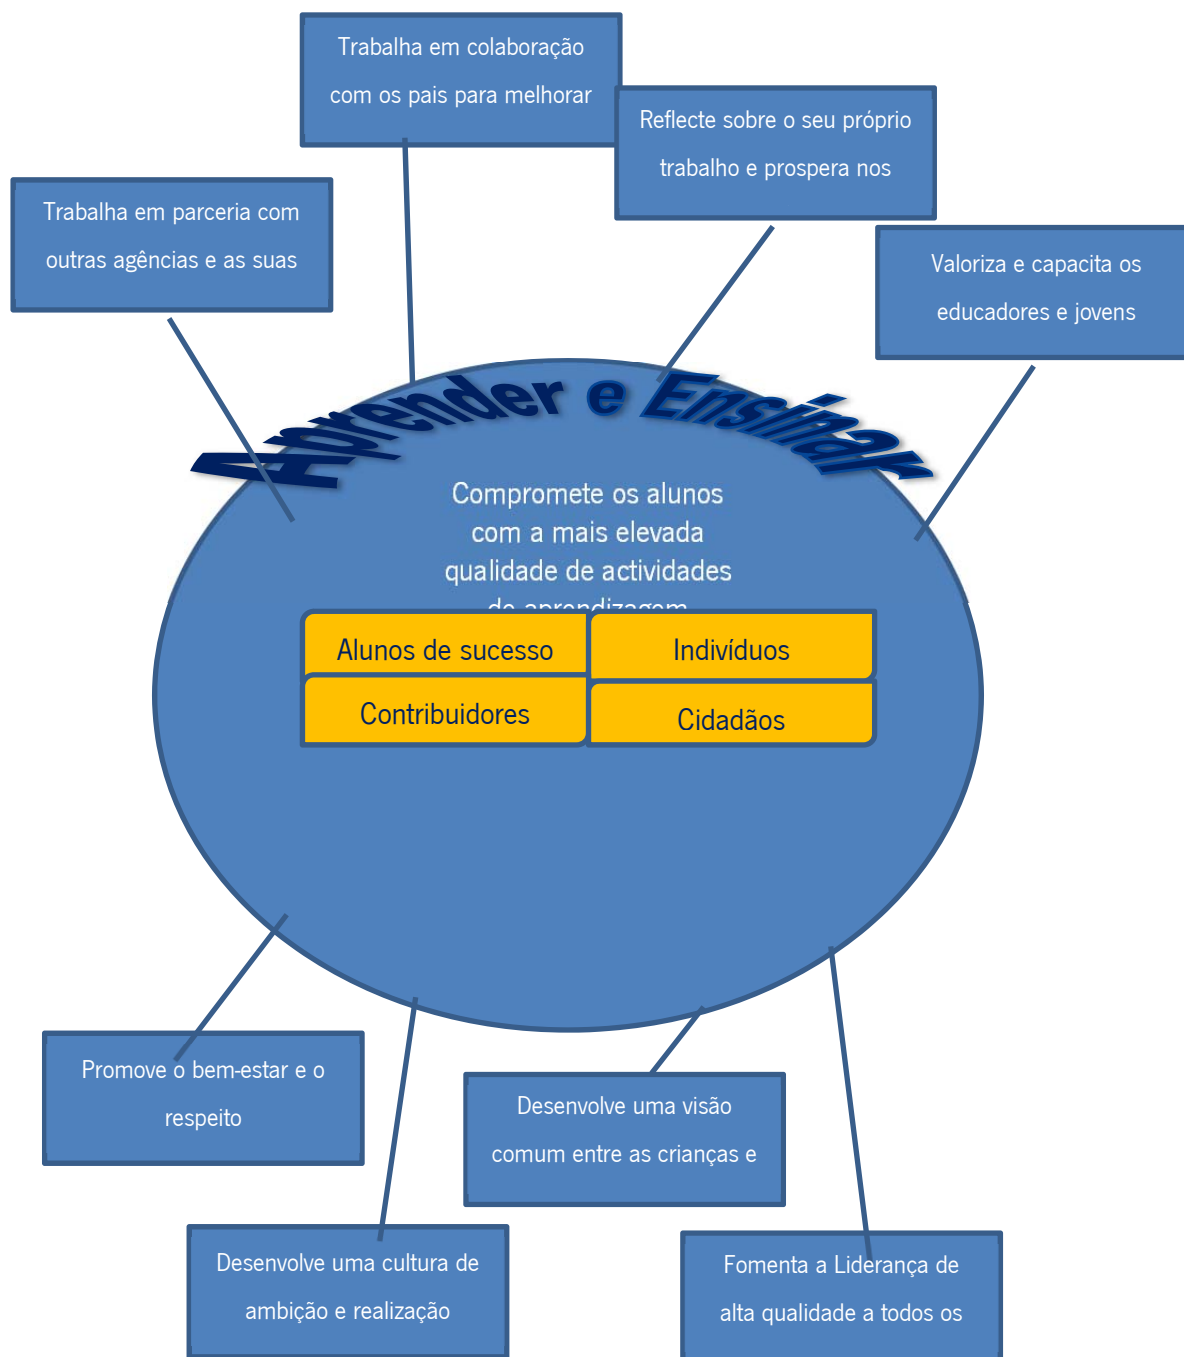 Trabalha em colaboração
com os pais para melhorar
Reflecte sobre o seu próprio
trabalho e prospera nos
Trabalha em parceria com
outras agências e as suas
Valoriza e capacita os
educadores e jovens
Aprender e Ensinar
Compromete os alunos
com a mais elevada
qualidade de actividades
de aprendizagem
Alunos de sucesso
Indivíduos
Contribuidores
Cidadãos
Promove o bem-estar e o
respeito
Desenvolve uma visão
comum entre as crianças e
Desenvolve uma cultura de
ambição e realização
Fomenta a Liderança de
alta qualidade a todos os